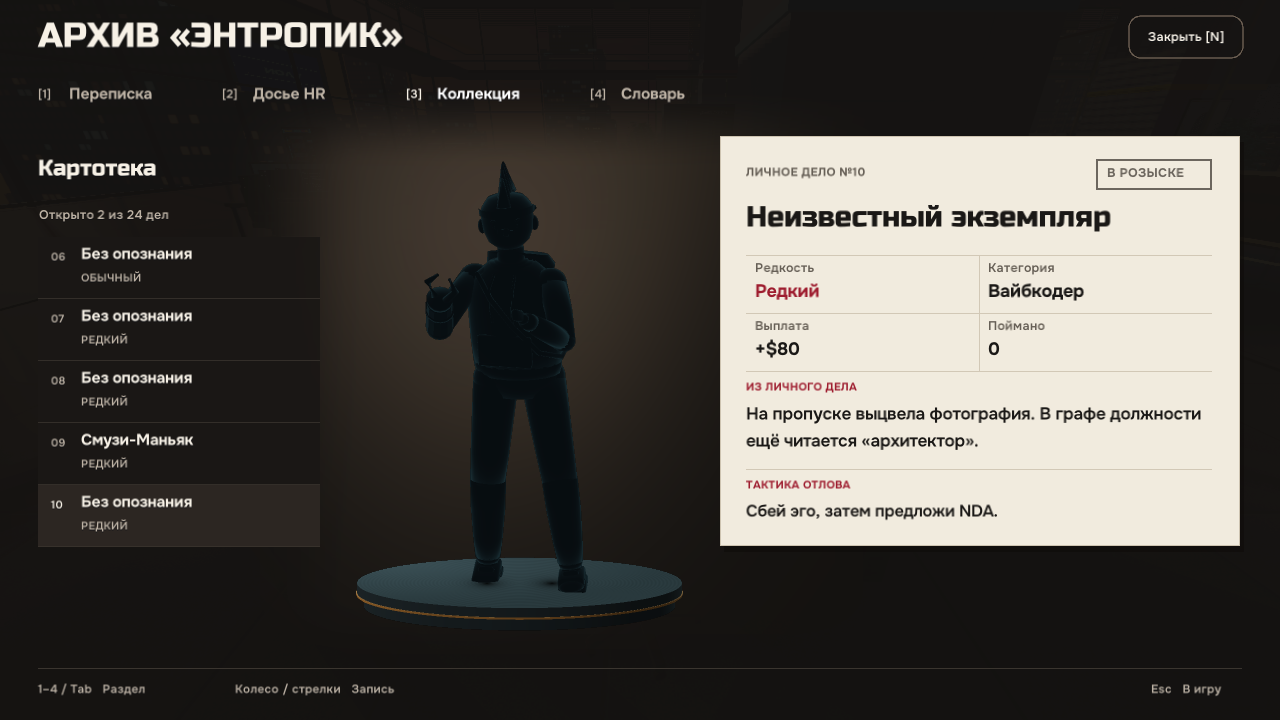 АРХИВ «ЭНТРОПИК»
Закрыть [N]
[1] Переписка
[2] Досье HR
[3] Коллекция
[4] Словарь
Картотека
Открыто 2 из 24 дел
06 Без опознания
ОБЫЧНЫЙ
07 Без опознания
РЕДКИЙ
08 Без опознания
РЕДКИЙ
09 Смузи-Маньяк
РЕДКИЙ
10 Без опознания
РЕДКИЙ
ЛИЧНОЕ ДЕЛО №10
В РОЗЫСКЕ
Неизвестный экземпляр
Редкость
Редкий
Категория
Вайбкодер
Выплата
+$80
Поймано
0
ИЗ ЛИЧНОГО ДЕЛА
На пропуске выцвела фотография. В графе должности
ещё читается «архитектор».
ТАКТИКА ОТЛОВА
Сбей эго, затем предложи NDA.
1–4 / Tab Раздел
Колесо / стрелки Запись
Esc В игру